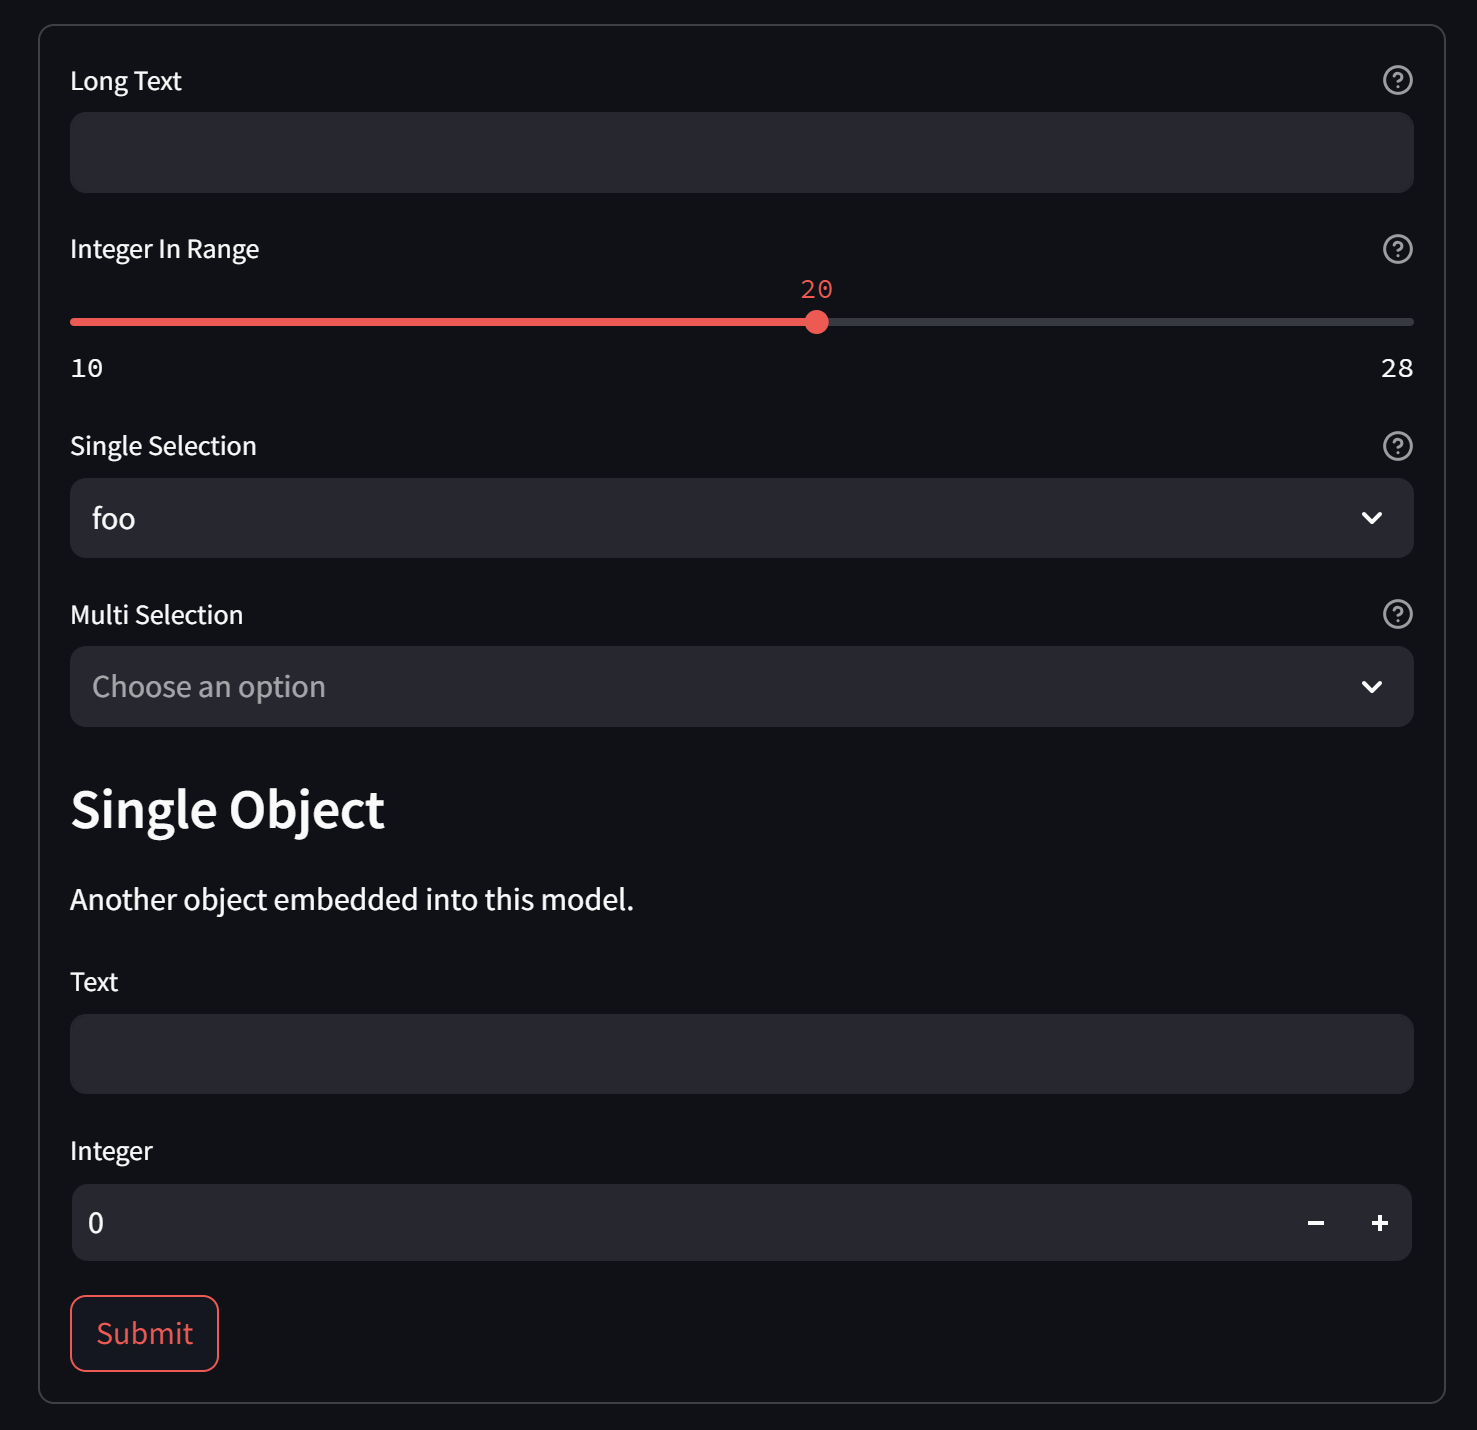 Long Text
Integer In Range
20
10
28
Single Selection
foo
Multi Selection
Choose an option
Single Object
Another object embedded into this model.
Text
Integer
0
Submit